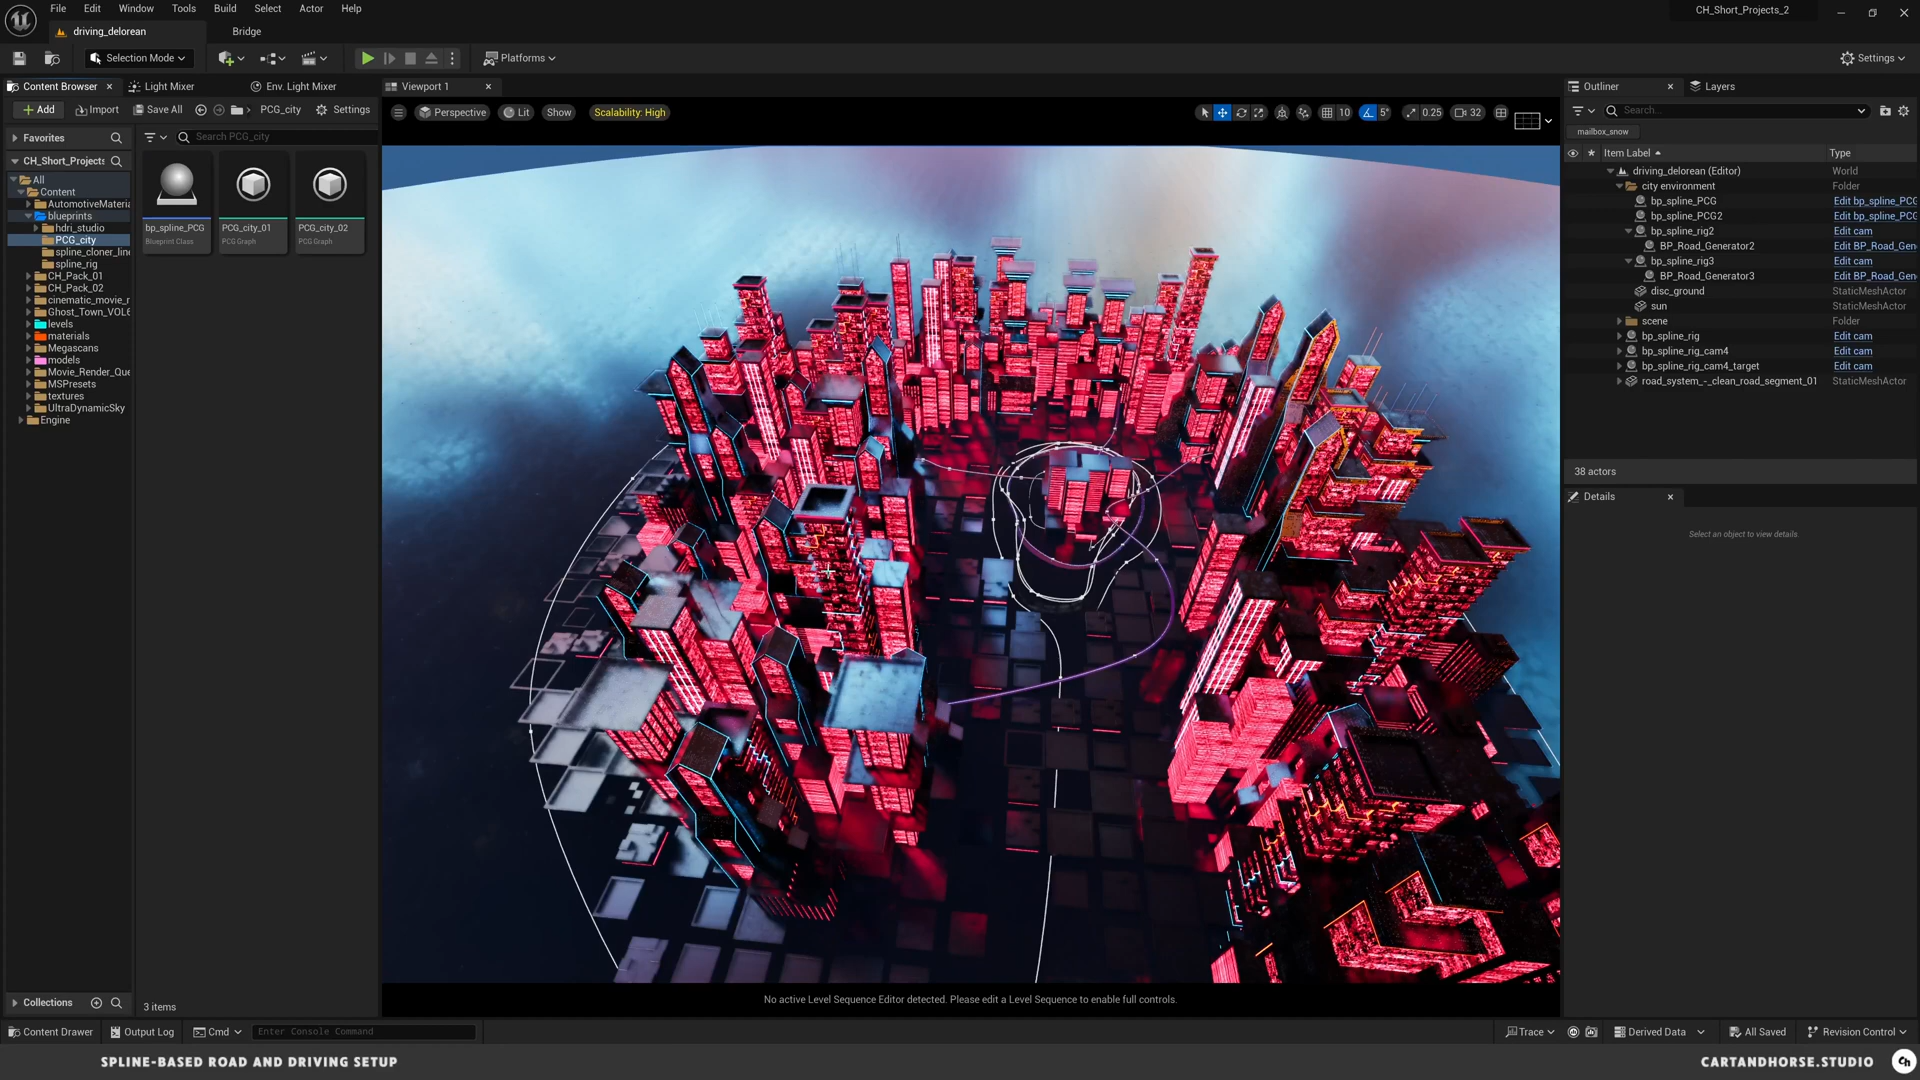 File Edit Window Tools Build Select Actor Help
CH_Short_Projects_2
driving_delorean
Bridge
Selection Mode
Platforms
Settings
Content Browser
Light Mixer
Env. Light Mixer
Add
Import
Save All
PCG_city
Settings
Favorites
Search PCG_city
CH_Short_Projects
All
Content
AutomotiveMateria
blueprints
hdri_studio
PCG_city
spline_cloner_line
spline_rig
CH_Pack_01
CH_Pack_02
cinematic_movie_r
Ghost_Town_VOL6
levels
materials
Megascans
models
Movie_Render_Que
MSPresets
textures
UltraDynamicSky
Engine
bp_spline_PCG
Blueprint Class
PCG_city_01
PCG Graph
PCG_city_02
PCG Graph
Collections
3 items
Viewport 1
Perspective
Lit
Show
Scalability: High
10
5°
0.25
32
No active Level Sequence Editor detected. Please edit a Level Sequence to enable full controls.
Outliner
Layers
Search...
mailbox_snow
Item Label
Type
driving_delorean (Editor) World
city environment Folder
bp_spline_PCG Edit bp_spline_PCG
bp_spline_PCG2 Edit bp_spline_PCG
bp_spline_rig2 Edit cam
BP_Road_Generator2 Edit BP_Road_Gen
bp_spline_rig3 Edit cam
BP_Road_Generator3 Edit BP_Road_Gen
disc_ground StaticMeshActor
sun StaticMeshActor
scene Folder
bp_spline_rig Edit cam
bp_spline_rig_cam4 Edit cam
bp_spline_rig_cam4_target Edit cam
road_system_-_clean_road_segment_01 StaticMeshActor
38 actors
Details
Select an object to view details.
Content Drawer
Output Log
Cmd
Enter Console Command
Trace
Derived Data
All Saved
Revision Control
SPLINE-BASED ROAD AND DRIVING SETUP
CARTANDHORSE.STUDIO
Ch